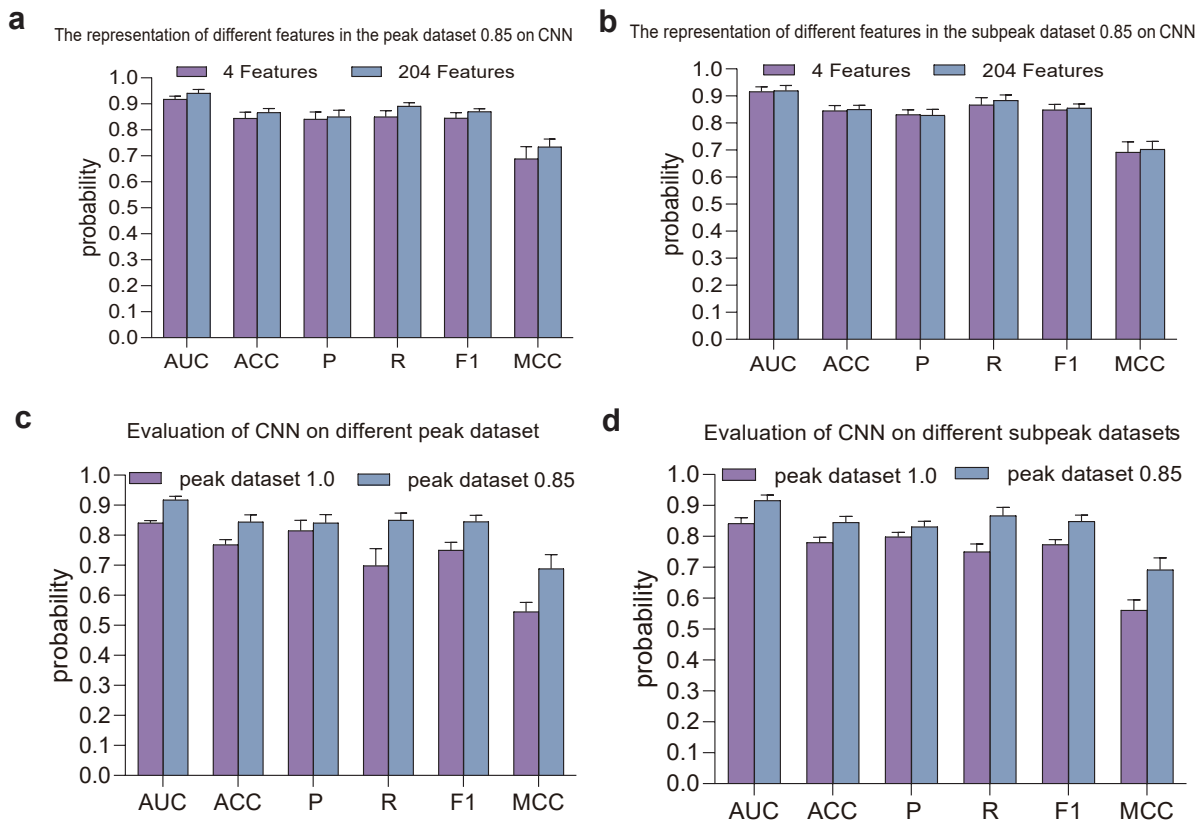 a
The representation of different features in the peak dataset 0.85 on CNN
4 Features
204 Features
probability
1.0
0.9
0.8
0.7
0.6
0.5
0.4
0.3
0.2
0.1
0.0
AUC ACC P R F1 MCC
b
The representation of different features in the subpeak dataset 0.85 on CNN
4 Features
204 Features
probability
1.0
0.9
0.8
0.7
0.6
0.5
0.4
0.3
0.2
0.1
0.0
AUC ACC P R F1 MCC
c
Evaluation of CNN on different peak dataset
peak dataset 1.0
peak dataset 0.85
probability
1.0
0.9
0.8
0.7
0.6
0.5
0.4
0.3
0.2
0.1
0.0
AUC ACC P R F1 MCC
d
Evaluation of CNN on different subpeak datasets
peak dataset 1.0
peak dataset 0.85
probability
1.0
0.9
0.8
0.7
0.6
0.5
0.4
0.3
0.2
0.1
0.0
AUC ACC P R F1 MCC